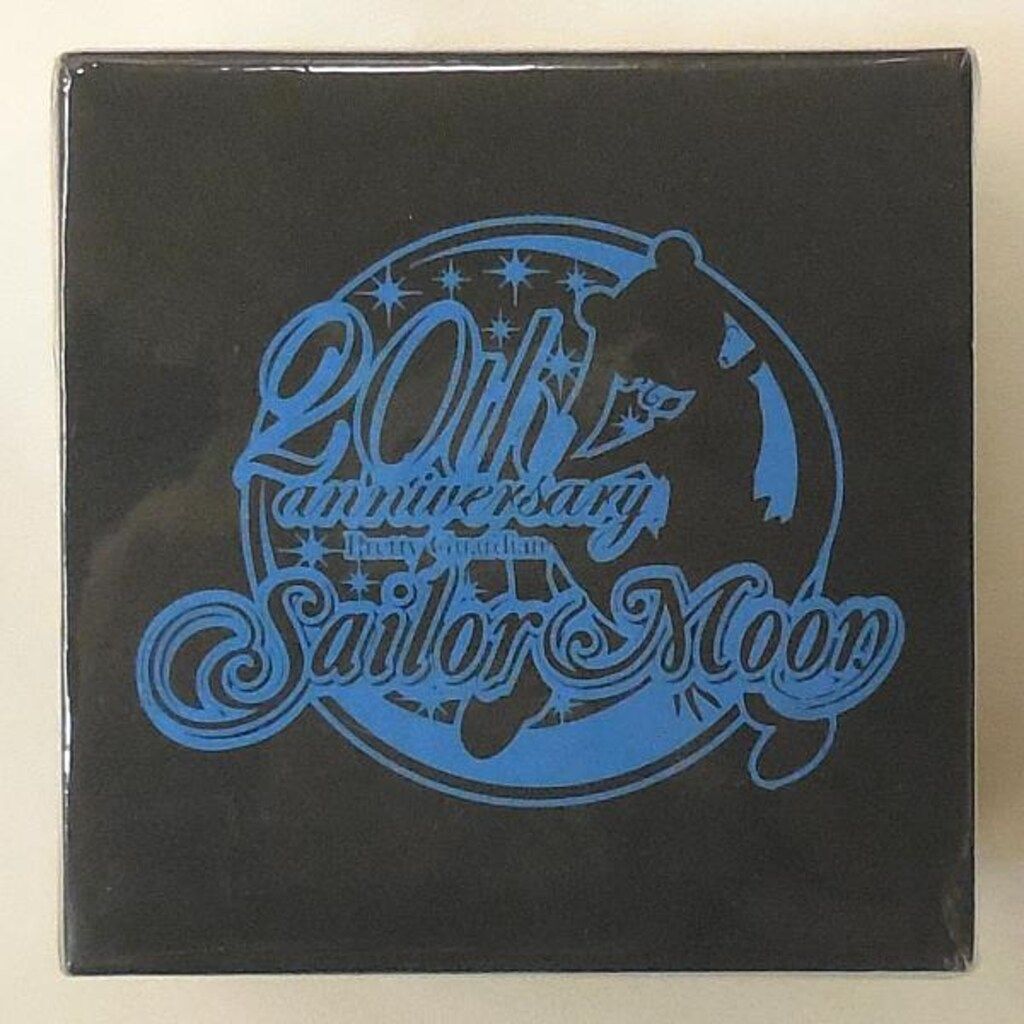 20th
anniversary
Pretty Guardian
Sailor Moon